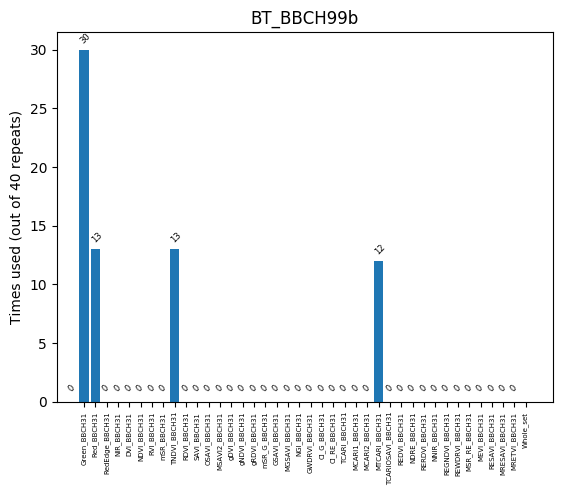 BT_BBCH99b
Times used (out of 40 repeats)
30
25
20
15
10
5
0
0 30 13 0 0 0 0 0 0 13 0 0 0 0 0 0 0 0 0 0 0 0 0 0 0 0 0 12 0 0 0 0 0 0 0 0 0 0 0 0
Green_BBCH31
Red_BBCH31
RedEdge_BBCH31
NIR_BBCH31
DVI_BBCH31
NDVI_BBCH31
RVI_BBCH31
mSR_BBCH31
TNDVI_BBCH31
RDVI_BBCH31
SAVI_BBCH31
OSAVI_BBCH31
MSAVI2_BBCH31
gDVI_BBCH31
gNDVI_BBCH31
gRDVI_BBCH31
mSR_G_BBCH31
GSAVI_BBCH31
MGSAVI_BBCH31
NGI_BBCH31
GWDRVI_BBCH31
CI_G_BBCH31
CI_RE_BBCH31
TCARI_BBCH31
MCARI1_BBCH31
MCARI2_BBCH31
MTCARI_BBCH31
TCARIOSAVI_BBCH31
REDVI_BBCH31
NDRE_BBCH31
RERDVI_BBCH31
NNIR_BBCH31
REGNDVI_BBCH31
REWDRVI_BBCH31
MSR_RE_BBCH31
MEVI_BBCH31
RESAVI_BBCH31
MRESAVI_BBCH31
MRETVI_BBCH31
Whole_set